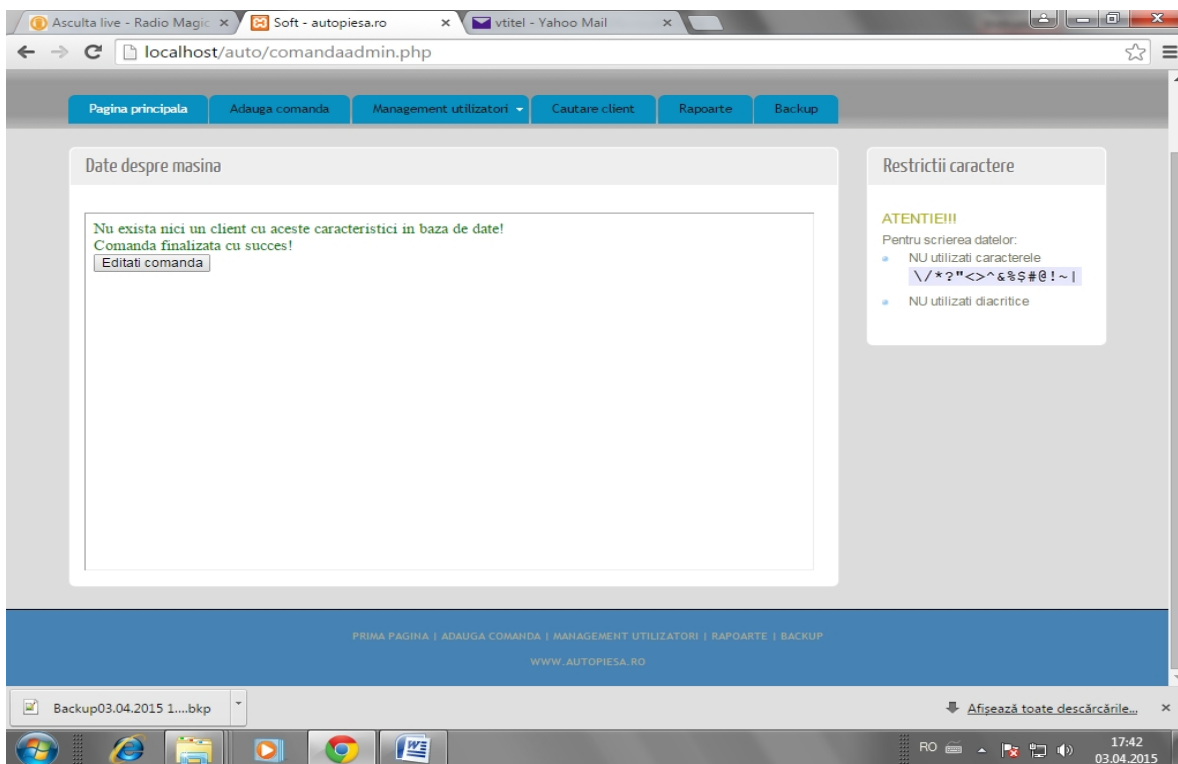 Asculta live - Radio Magic
Soft - autopiesa.ro
vtitel - Yahoo Mail
localhost/auto/comandaadmin.php
Pagina principala
Adauga comanda
Management utilizatori
Cautare client
Rapoarte
Backup
Date despre masina
Nu exista nici un client cu aceste caracteristici in baza de date!
Comanda finalizata cu succes!
Editati comanda
Restrictii caractere
ATENTIE!!!
Pentru scrierea datelor:
NU utilizati caracterele
\/*?"<>^&%$#@!~|
NU utilizati diacritice
PRIMA PAGINA | ADAUGA COMANDA | MANAGEMENT UTILIZATORI | RAPOARTE | BACKUP
WWW.AUTOPIESA.RO
Backup03.04.2015 1....bkp
Afișează toate descărcările...
RO
17:42
03.04.2015